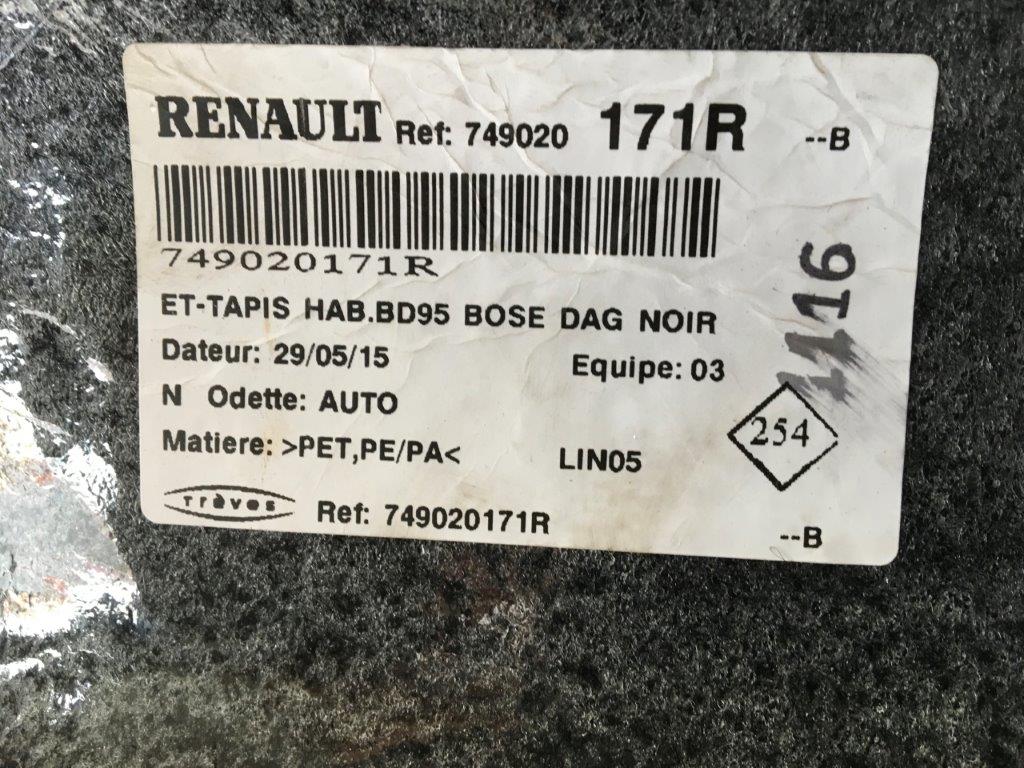 RENAULT Ref: 749020 171R --B
749020171R
ET-TAPIS HAB.BD95 BOSE DAG NOIR
Dateur: 29/05/15 Equipe: 03
N Odette: AUTO
Matiere: >PET,PE/PA< LIN05
Trèves Ref: 749020171R --B
254
1116